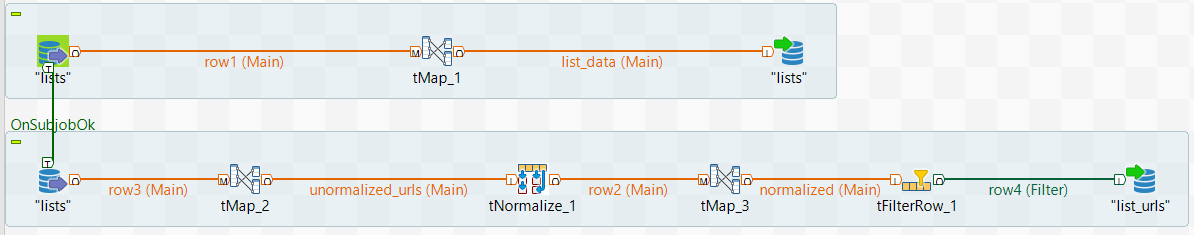 row1 (Main)
list_data (Main)
"lists"
tMap_1
"lists"
OnSubjobOk
row3 (Main)
unormalized_urls (Main)
row2 (Main)
normalized (Main)
row4 (Filter)
"lists"
tMap_2
tNormalize_1
tMap_3
tFilterRow_1
"list_urls"